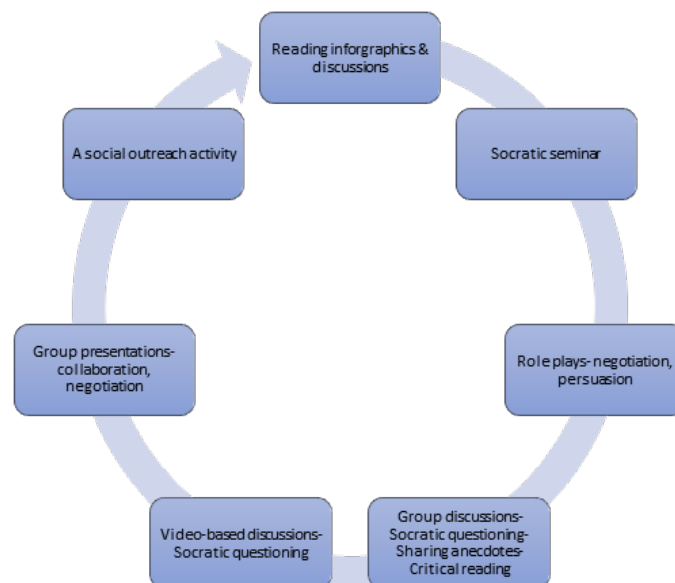 Reading inforgraphics &
discussions
Socratic seminar
Role plays- negotiation,
persuasion
Group discussions-
Socratic questioning-
Sharing anecdotes-
Critical reading
Video-based discussions-
Socratic questioning
Group presentations-
collaboration,
negotiation
A social outreach activity